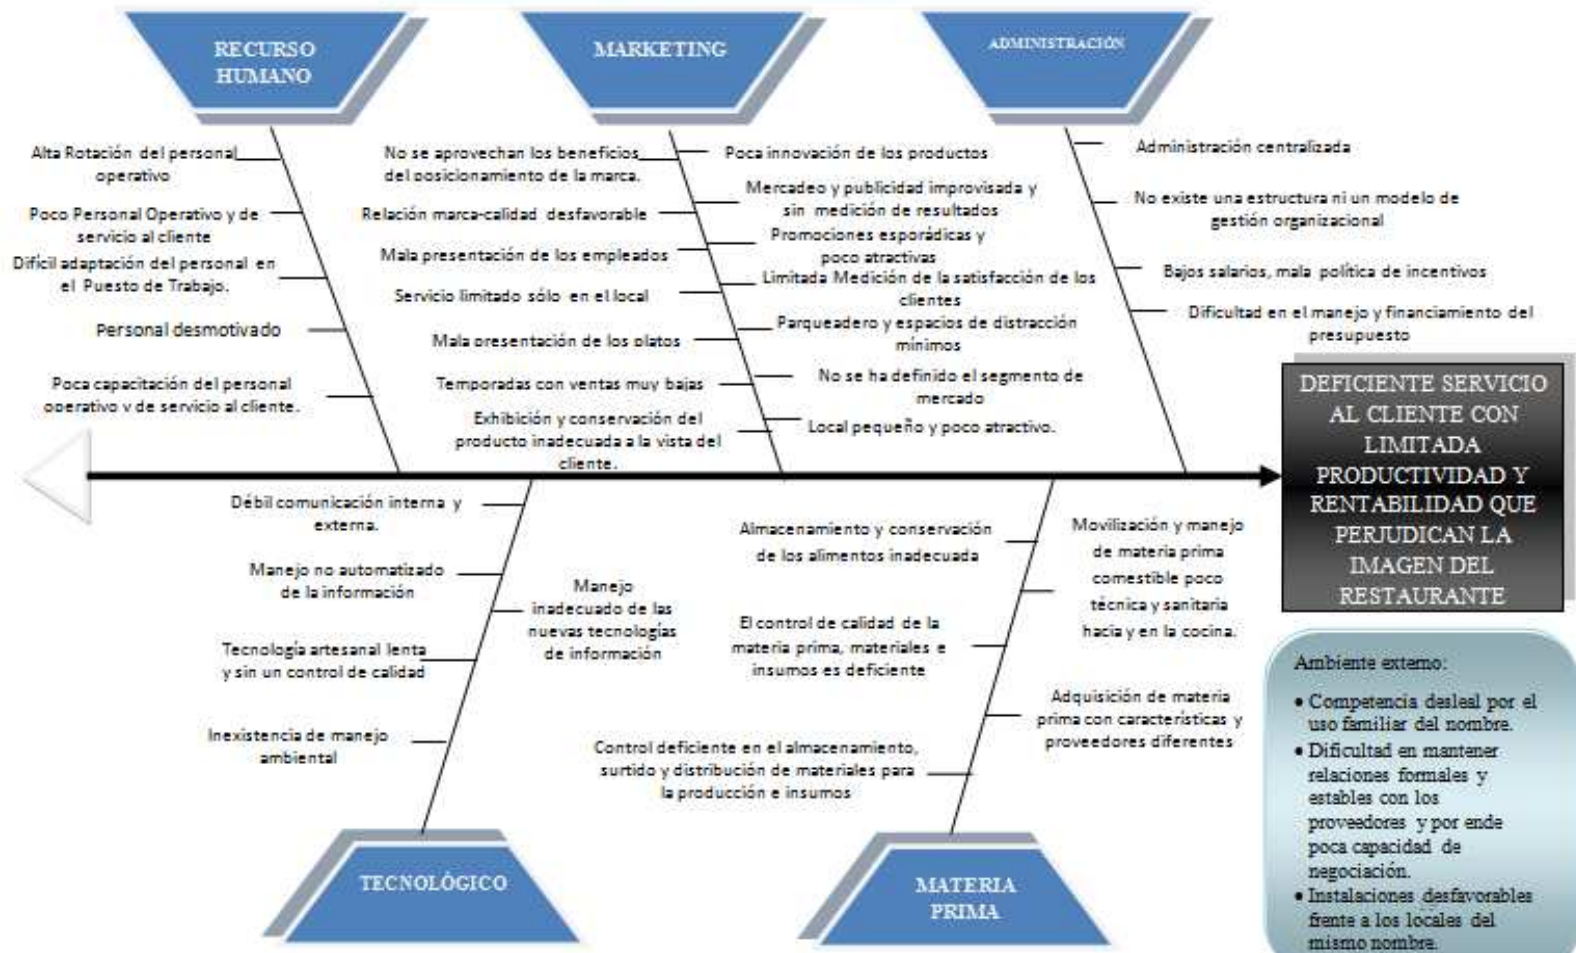 RECURSO
HUMANO
MARKETING
ADMINISTRACIÓN
Alta Rotación del personal
operativo
Poco Personal Operativo y de
servicio al cliente
Difícil adaptación del personal en
el Puesto de Trabajo.
Personal desmotivado
Poca capacitación del personal
operativo y de servicio al cliente.
No se aprovechan los beneficios
del posicionamiento de la marca.
Relación marca-calidad desfavorable
Mala presentación de los empleados
Servicio limitado sólo en el local
Mala presentación de los platos
Temporadas con ventas muy bajas
Exhibición y conservación del
producto inadecuada a la vista del
cliente.
Poca innovación de los productos
Mercadeo y publicidad improvisada y
sin medición de resultados
Promociones esporádicas y
poco atractivas
Limitada Medición de la satisfacción de los
clientes
Parqueadero y espacios de distracción
mínimos
No se ha definido el segmento de
mercado
Local pequeño y poco atractivo.
Administración centralizada
No existe una estructura ni un modelo de
gestión organizacional
Bajos salarios, mala política de incentivos
Dificultad en el manejo y financiamiento del
presupuesto
DEFICIENTE SERVICIO
AL CLIENTE CON
LIMITADA
PRODUCTIVIDAD Y
RENTABILIDAD QUE
PERJUDICAN LA
IMAGEN DEL
RESTAURANTE
Débil comunicación interna y
externa.
Manejo no automatizado
de la información
Tecnología artesanal lenta
y sin un control de calidad
Inexistencia de manejo
ambiental
Manejo
inadecuado de las
nuevas tecnologías
de información
Almacenamiento y conservación
de los alimentos inadecuada
El control de calidad de la
materia prima, materiales e
insumos es deficiente
Control deficiente en el almacenamiento,
surtido y distribución de materiales para
la producción e insumos
Movilización y manejo
de materia prima
comestible poco
técnica y sanitaria
hacia y en la cocina.
Adquisición de materia
prima con características y
proveedores diferentes
TECNOLÓGICO
MATERIA
PRIMA
Ambiente externo:
• Competencia desleal por el
uso familiar del nombre.
• Dificultad en mantener
relaciones formales y
estables con los
proveedores y por ende
poca capacidad de
negociación.
• Instalaciones desfavorables
frente a los locales del
mismo nombre.